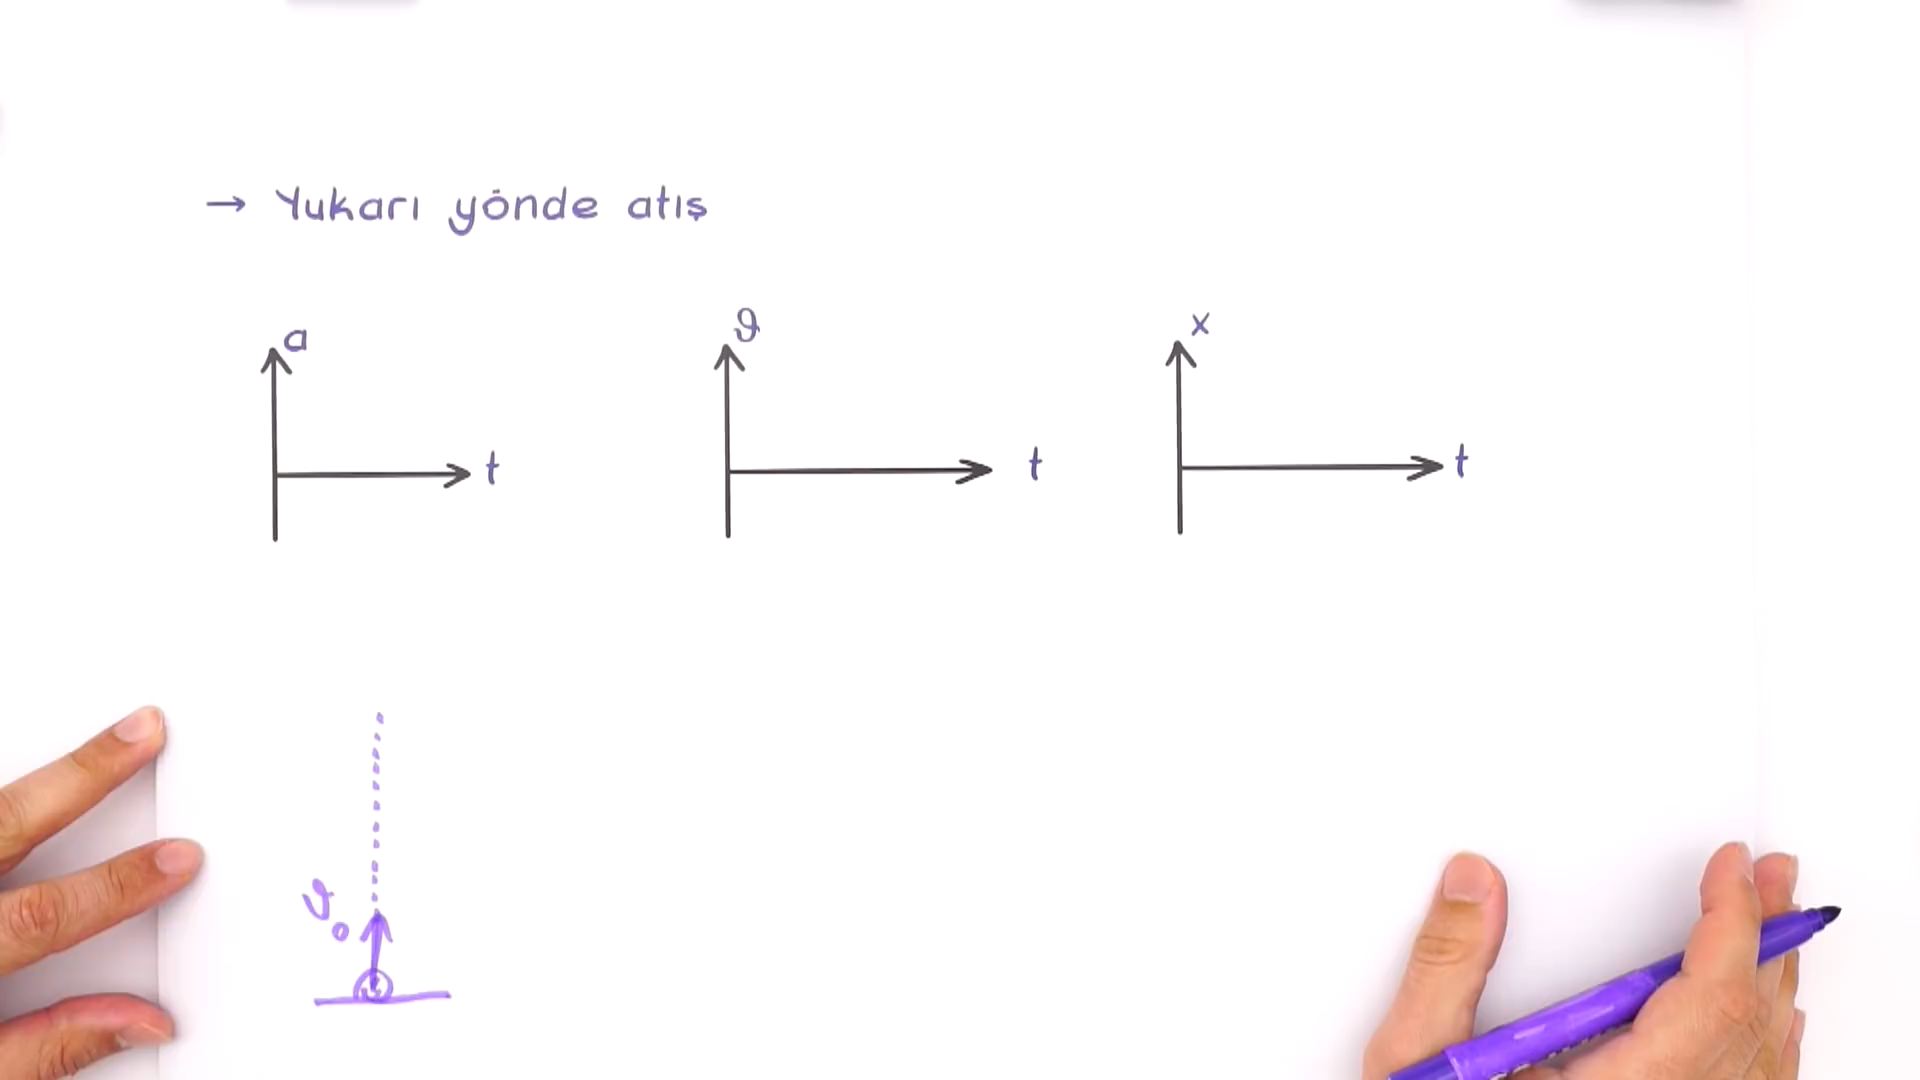 → Yukarı yönde atış
a
t
ϑ
t
x
t
ϑ₀